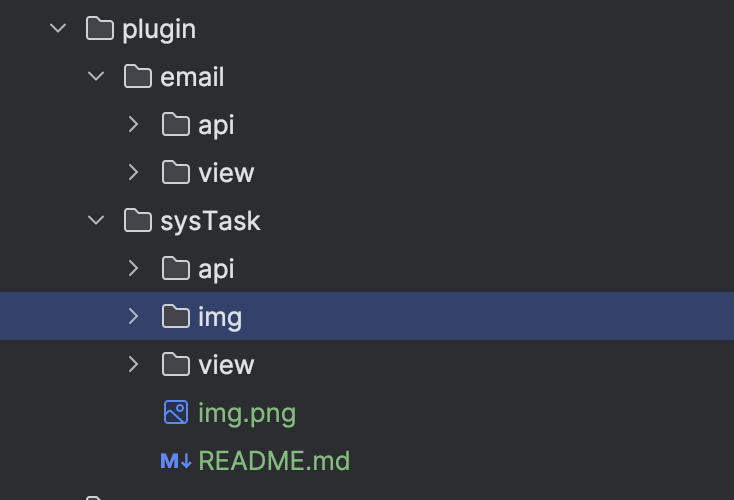 plugin
email
api
view
sysTask
api
img
view
img.png
M↓ README.md